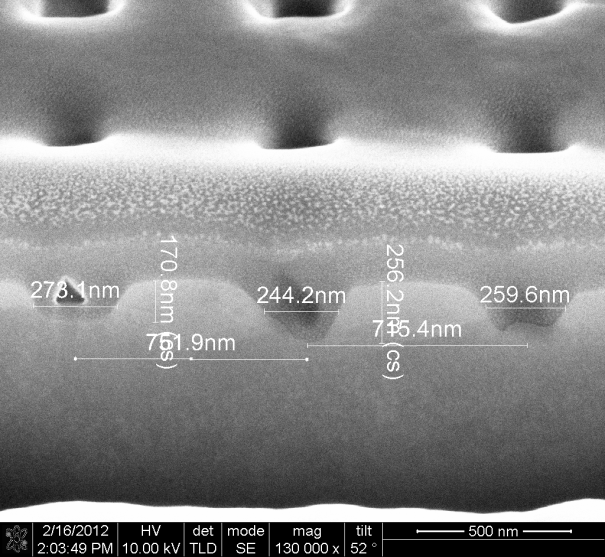 170.8nm (cs)
256.2nm (cs)
273.1nm
244.2nm
259.6nm
751.9nm
715.4nm
2/16/2012
2:03:49 PM
HV
10.00 kV
det
TLD
mode
SE
mag
130 000 x
tilt
52 °
500 nm